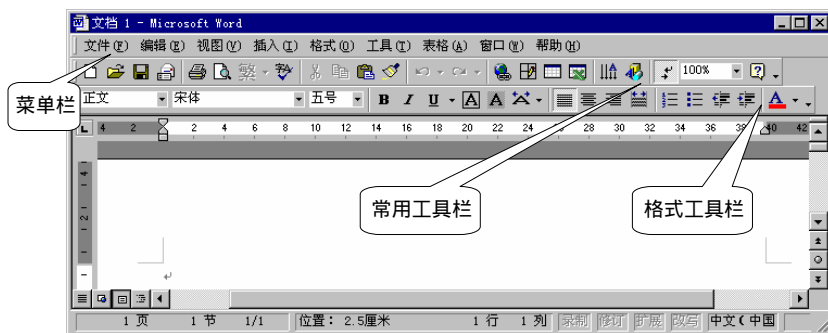 文档 1 - Microsoft Word
文件(F) 编辑(E) 视图(V) 插入(I) 格式(O) 工具(T) 表格(A) 窗口(W) 帮助(H)
繁 100%
菜单栏
正文 宋体 五号 B I U A A A
L 4 2 2 4 6 8 10 12 14 16 18 20 22 24 26 28 30 32 34 36 38 40 42
4
2
常用工具栏
格式工具栏
1 页 1 节 1/1 位置: 2.5厘米 1 行 1 列 录制 修订 扩展 改写 中文(中国